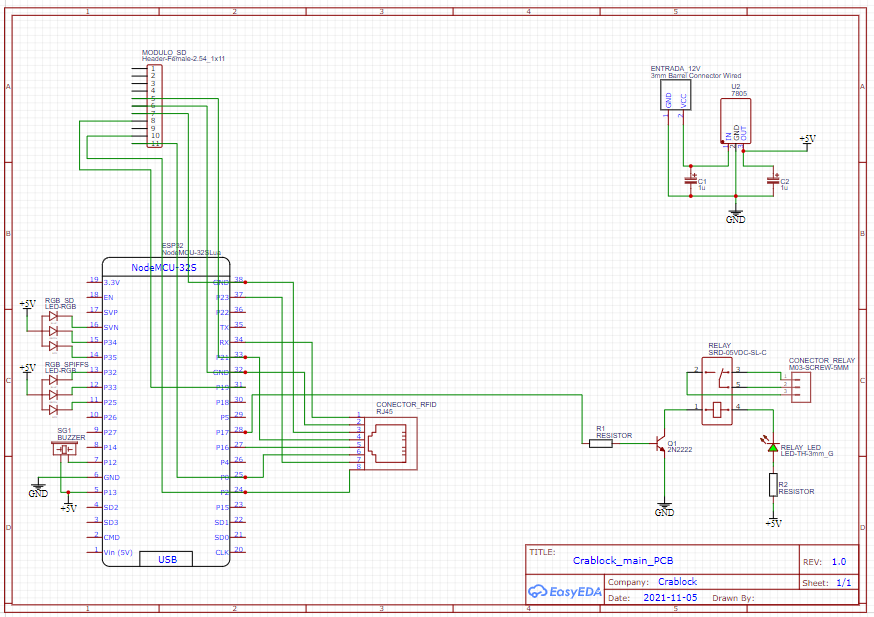 1 2 3 4 5
A
B
C
D
MODULO_SD
Header-Female-2.54_1x11
1
2
3
4
5
6
7
8
9
10
11
ENTRADA_12V
3mm Barrel Connector Wired
GND
VCC
1 2
U2
7805
IN
GND
OUT
+5V
C1
1u
C2
1u
GND
ESP32
NodeMCU-32SLua
NodeMCU-32S
19 3.3V GND 38
18 EN P23 37
17 SVP P22 36
16 SVN TX 35
15 P34 RX 34
14 P35 P21 33
13 P32 GND 32
12 P33 P19 31
11 P25 P18 30
10 P26 P5 29
9 P27 P17 28
8 P14 P16 27
7 P12 P4 26
6 GND P0 25
5 P13 P2 24
4 SD2 P15 23
3 SD3 SD1 22
2 CMD SD0 21
1 Vin (5V) CLK 20
USB
+5V
RGB_SD
LED-RGB
+5V
RGB_SPIFFS
LED-RGB
SG1
BUZZER
GND
+5V
CONECTOR_RFID
RJ45
1
2
3
4
5
6
7
8
R1
RESISTOR
Q1
2N2222
GND
RELAY
SRD-05VDC-SL-C
2 3
5
1 4
CONECTOR_RELAY
M03-SCREW-5MM
1
2
3
RELAY_LED
LED-TH-3mm_G
R2
RESISTOR
+5V
TITLE:
Crablock_main_PCB
REV: 1.0
Company: Crablock
Sheet: 1/1
EasyEDA
Date: 2021-11-05 Drawn By:
A
B
C
D
1 2 3 4 5